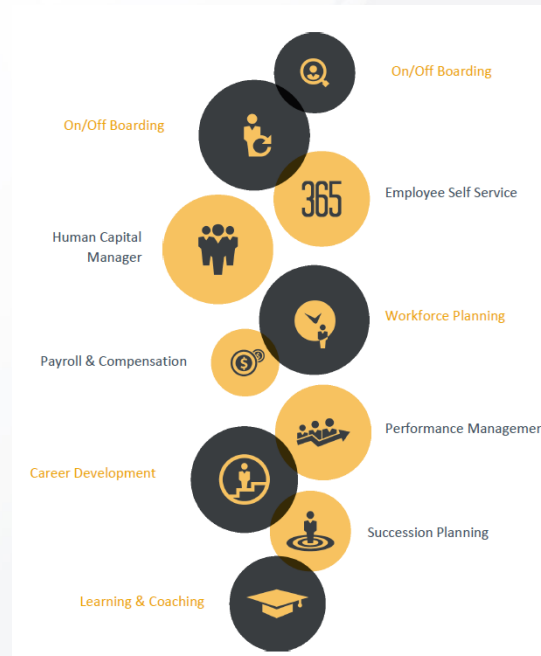 On/Off Boarding
On/Off Boarding
365
Employee Self Service
Human Capital
Manager
Workforce Planning
Payroll & Compensation
Performance Managemen
Career Development
Succession Planning
Learning & Coaching